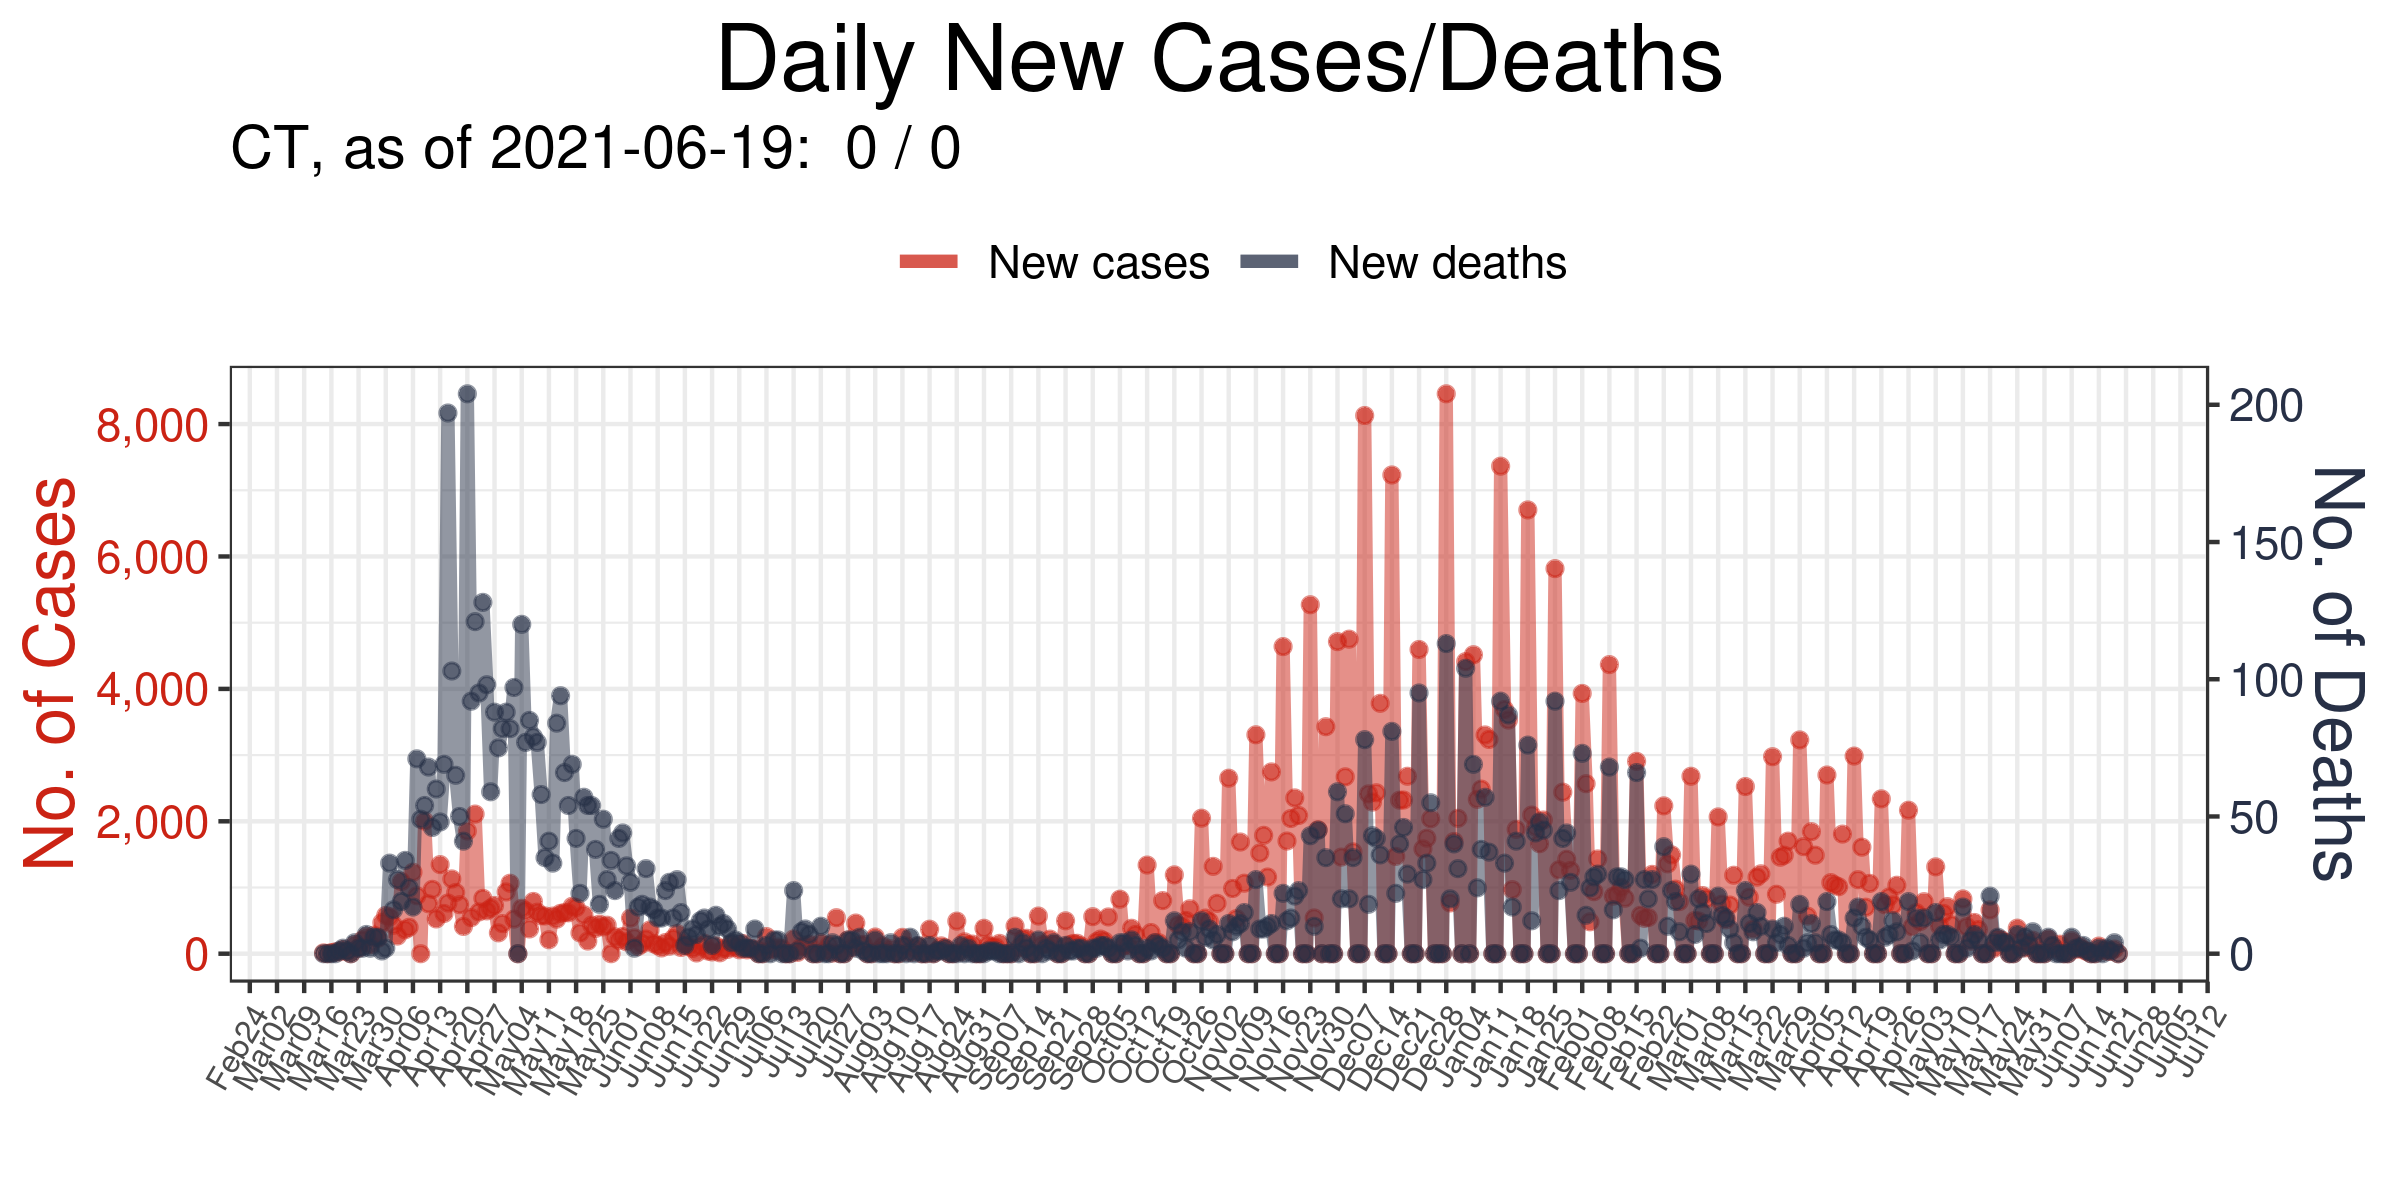 Daily New Cases/Deaths
CT, as of 2021-06-19: 0 / 0
New cases
New deaths
No. of Cases
8,000
6,000
4,000
2,000
0
200
150
100
50
0
No. of Deaths
Feb24
Mar02
Mar09
Mar16
Mar23
Mar30
Apr06
Apr13
Apr20
Apr27
May04
May11
May18
May25
Jun01
Jun08
Jun15
Jun22
Jun29
Jul06
Jul13
Jul20
Jul27
Aug03
Aug10
Aug17
Aug24
Aug31
Sep07
Sep14
Sep21
Sep28
Oct05
Oct12
Oct19
Oct26
Nov02
Nov09
Nov16
Nov23
Nov30
Dec07
Dec14
Dec21
Dec28
Jan04
Jan11
Jan18
Jan25
Feb01
Feb08
Feb15
Feb22
Mar01
Mar08
Mar15
Mar22
Mar29
Apr05
Apr12
Apr19
Apr26
May03
May10
May17
May24
May31
Jun07
Jun14
Jun21
Jun28
Jul05
Jul12